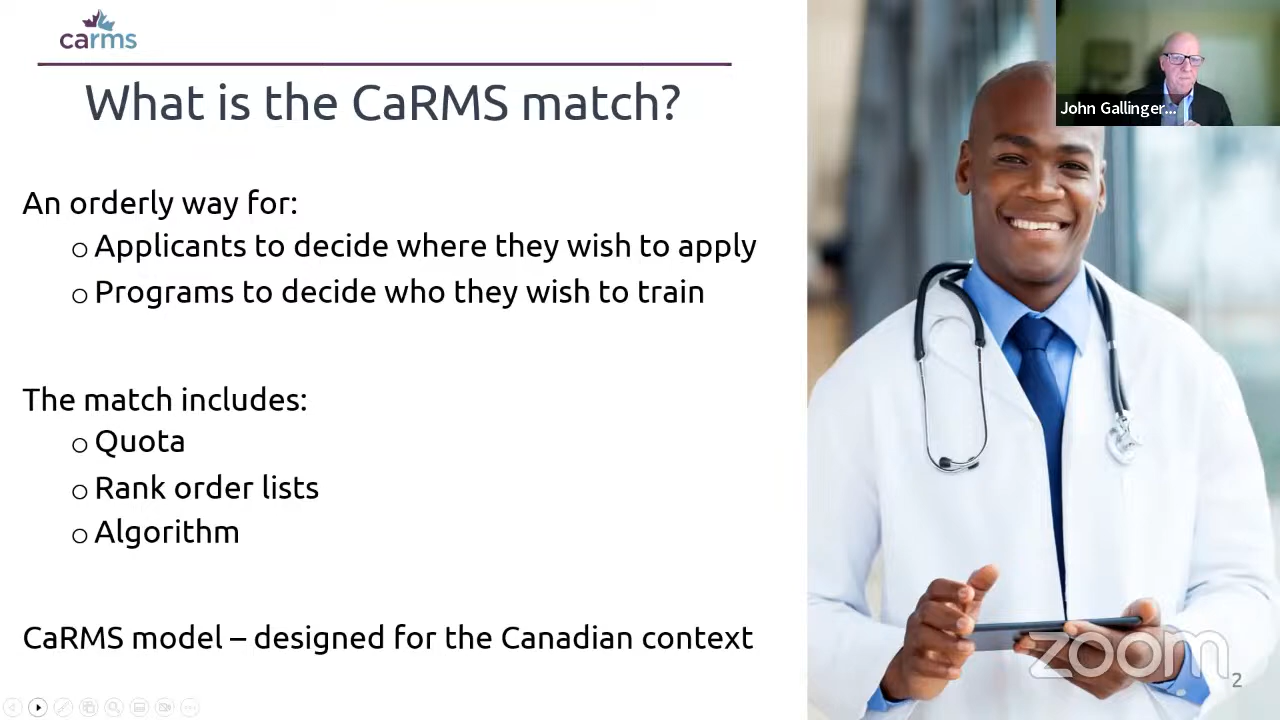 carms
What is the CaRMS match?
John Gallinger...
An orderly way for:
o Applicants to decide where they wish to apply
o Programs to decide who they wish to train
The match includes:
o Quota
o Rank order lists
o Algorithm
CaRMS model – designed for the Canadian context
zoom
2